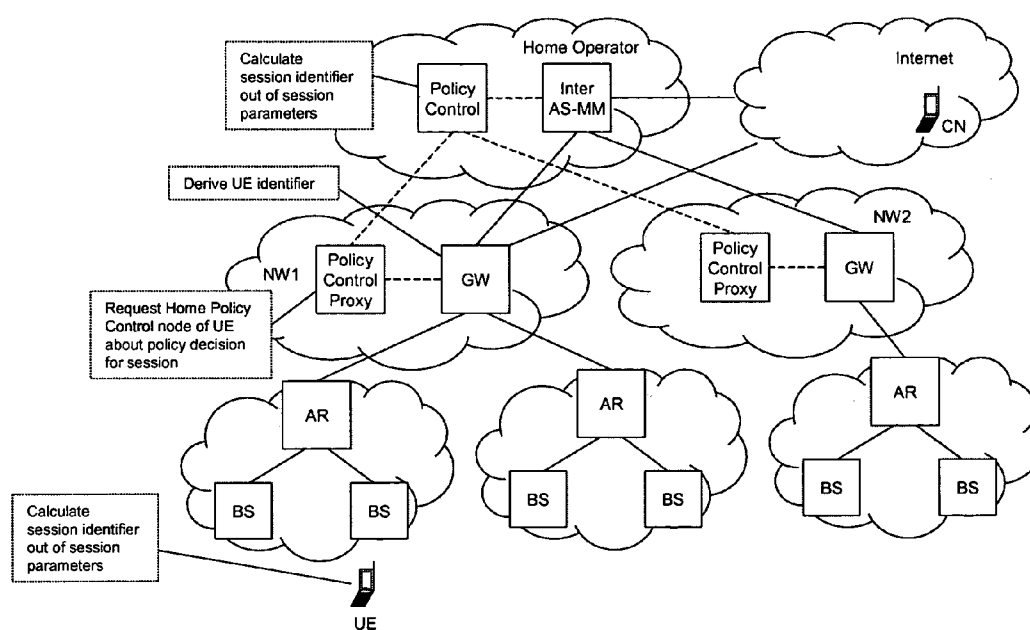 Home Operator
Internet
Calculate
session identifier
out of session
parameters
Policy
Control
Inter
AS-MM
CN
Derive UE identifier
NW1
Policy
Control
Proxy
GW
NW2
Policy
Control
Proxy
GW
Request Home Policy
Control node of UE
about policy decision
for session
AR
AR
AR
BS
BS
BS
BS
BS
BS
Calculate
session identifier
out of session
parameters
UE